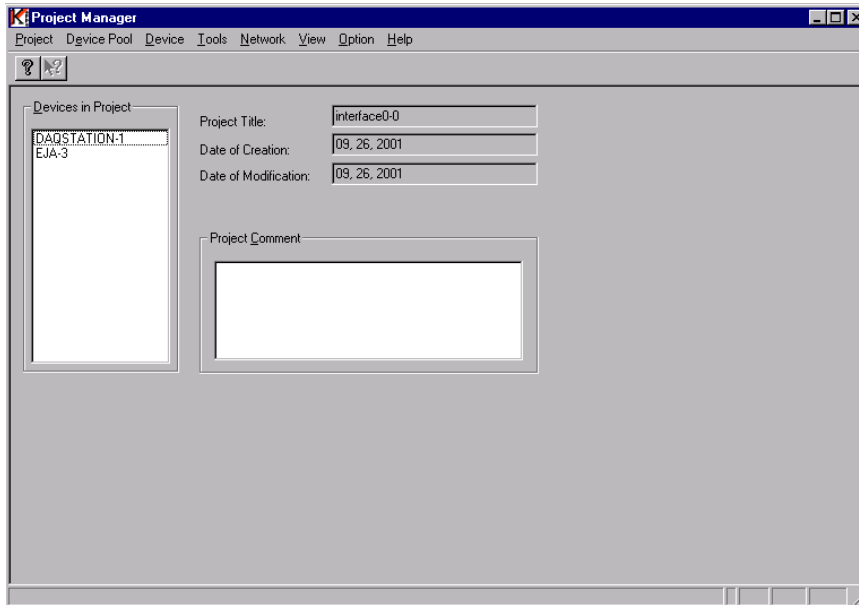 Project Manager
Project Device Pool Device Tools Network View Option Help
Devices in Project
DAQSTATION-1
EJA-3
Project Title: interface0-0
Date of Creation: 09, 26, 2001
Date of Modification: 09, 26, 2001
Project Comment